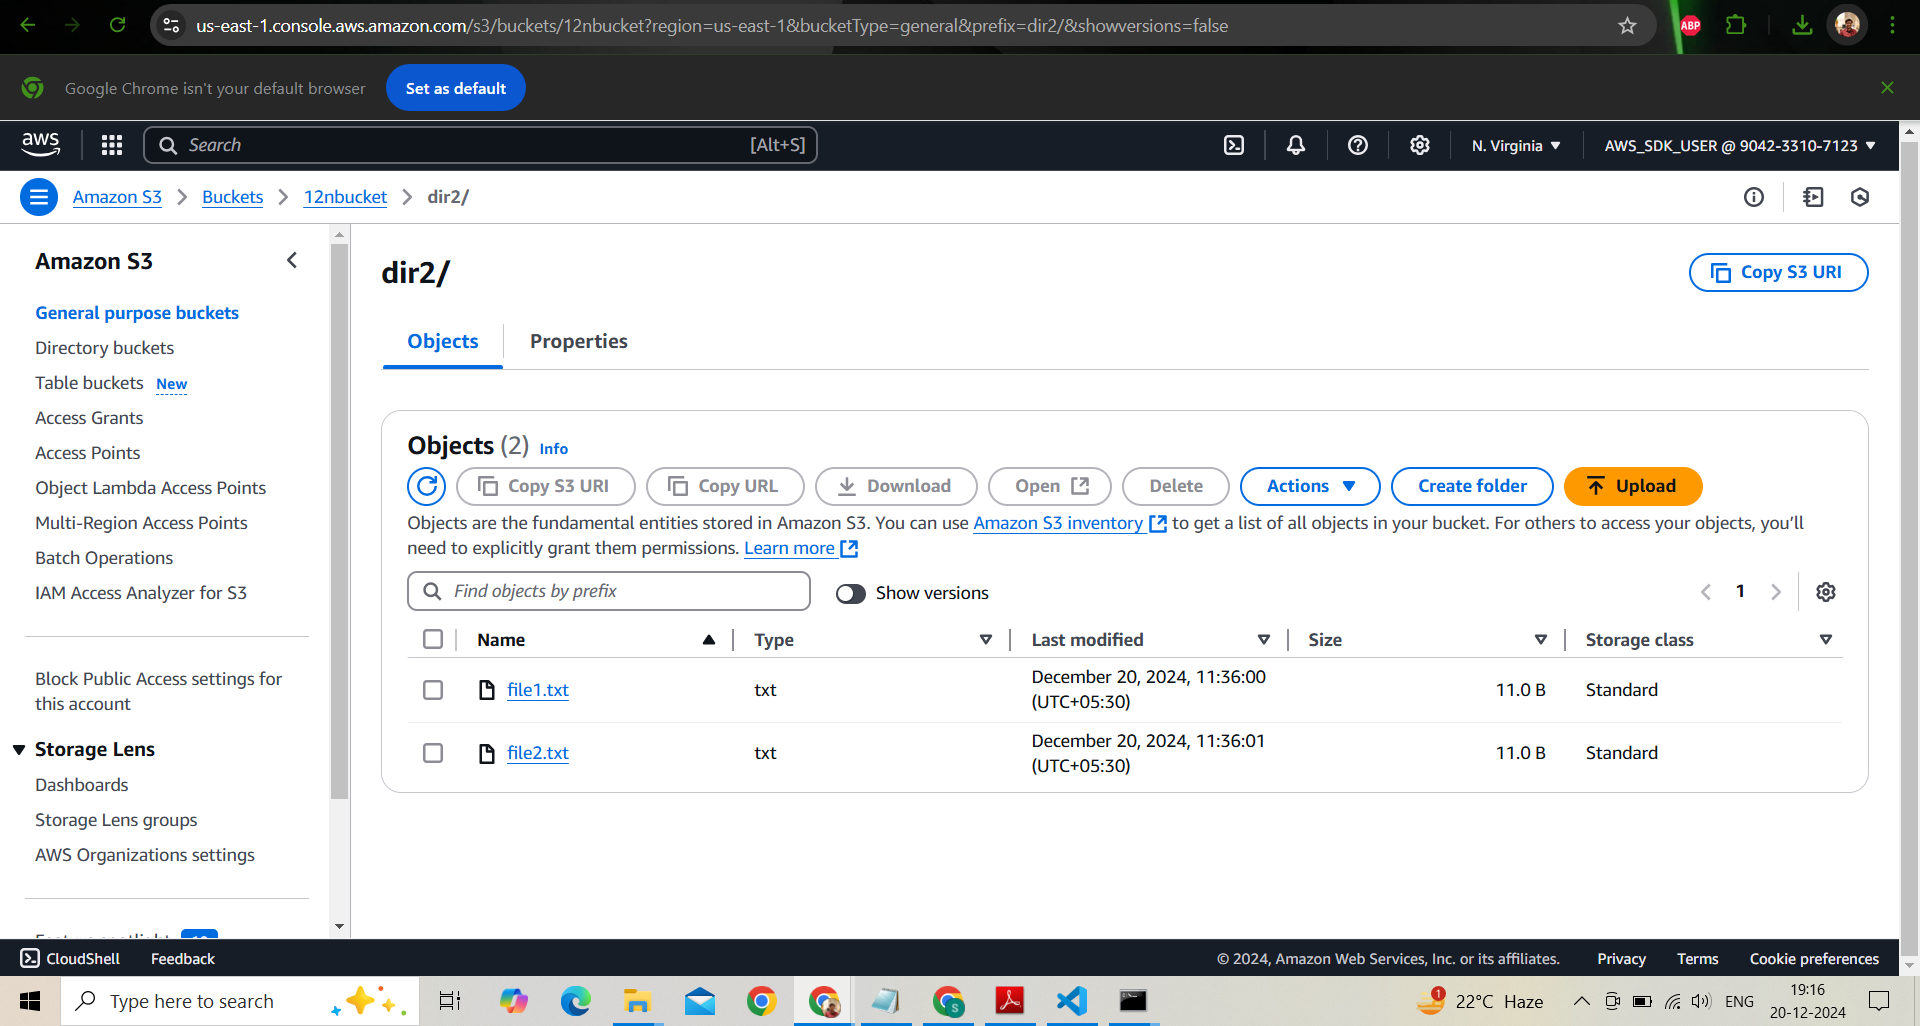 us-east-1.console.aws.amazon.com/s3/buckets/12nbucket?region=us-east-1&bucketType=general&prefix=dir2/&showversions=false
ABP
Google Chrome isn't your default browser
Set as default
aws
Search
[Alt+S]
N. Virginia
AWS_SDK_USER @ 9042-3310-7123
Amazon S3
Buckets
12nbucket
dir2/
Amazon S3
General purpose buckets
Directory buckets
Table buckets New
Access Grants
Access Points
Object Lambda Access Points
Multi-Region Access Points
Batch Operations
IAM Access Analyzer for S3
Block Public Access settings for
this account
Storage Lens
Dashboards
Storage Lens groups
AWS Organizations settings
dir2/
Copy S3 URI
Objects
Properties
Objects (2) Info
Copy S3 URI
Copy URL
Download
Open
Delete
Actions
Create folder
Upload
Objects are the fundamental entities stored in Amazon S3. You can use Amazon S3 inventory to get a list of all objects in your bucket. For others to access your objects, you'll
need to explicitly grant them permissions. Learn more
Find objects by prefix
Show versions
1
Name
Type
Last modified
Size
Storage class
file1.txt
txt
December 20, 2024, 11:36:00
(UTC+05:30)
11.0 B
Standard
file2.txt
txt
December 20, 2024, 11:36:01
(UTC+05:30)
11.0 B
Standard
CloudShell
Feedback
© 2024, Amazon Web Services, Inc. or its affiliates.
Privacy
Terms
Cookie preferences
Type here to search
S
1
22°C Haze
ENG
19:16
20-12-2024